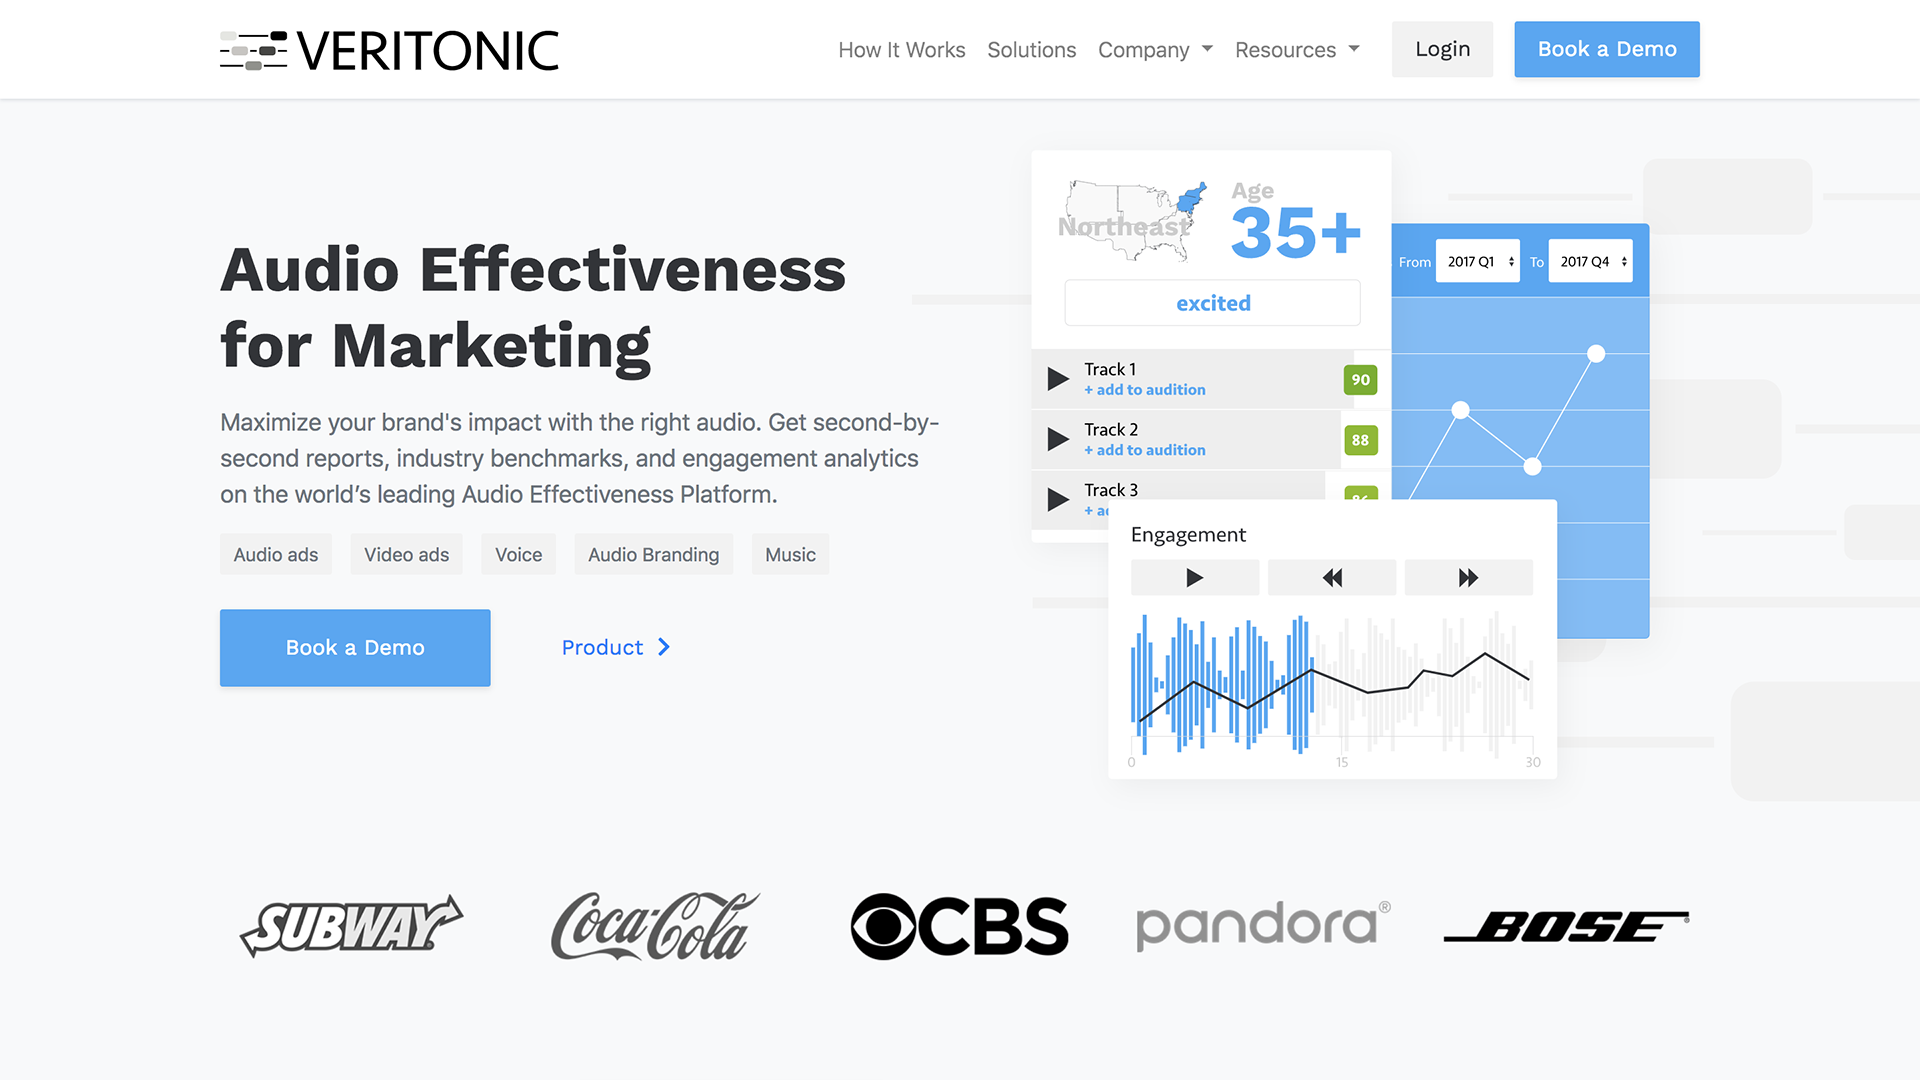 VERITONIC
How It Works
Solutions
Company
Resources
Login
Book a Demo
Audio Effectiveness
for Marketing
Maximize your brand's impact with the right audio. Get second-by-
second reports, industry benchmarks, and engagement analytics
on the world’s leading Audio Effectiveness Platform.
Audio ads
Video ads
Voice
Audio Branding
Music
Book a Demo
Product
Northeast
Age
35+
excited
Track 1
+ add to audition
90
Track 2
+ add to audition
88
Track 3
From
2017 Q1
To
2017 Q4
Engagement
0
15
30
SUBWAY
Coca-Cola
CBS
pandora®
BOSE